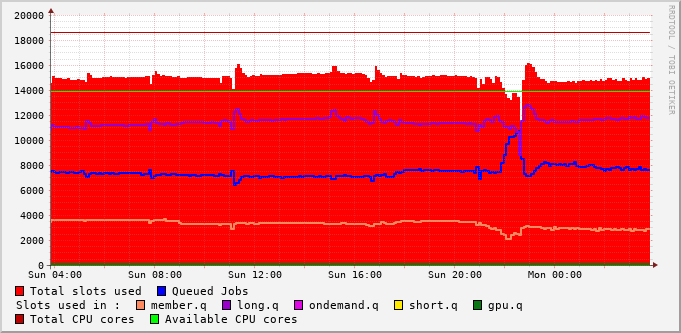 20000
18000
16000
14000
12000
10000
8000
6000
4000
2000
0
Sun 04:00 Sun 08:00 Sun 12:00 Sun 16:00 Sun 20:00 Mon 00:00
Total slots used Queued Jobs
Slots used in : member.q long.q ondemand.q short.q gpu.q
Total CPU cores Available CPU cores
RRDTOOL / TOBI OETIKER